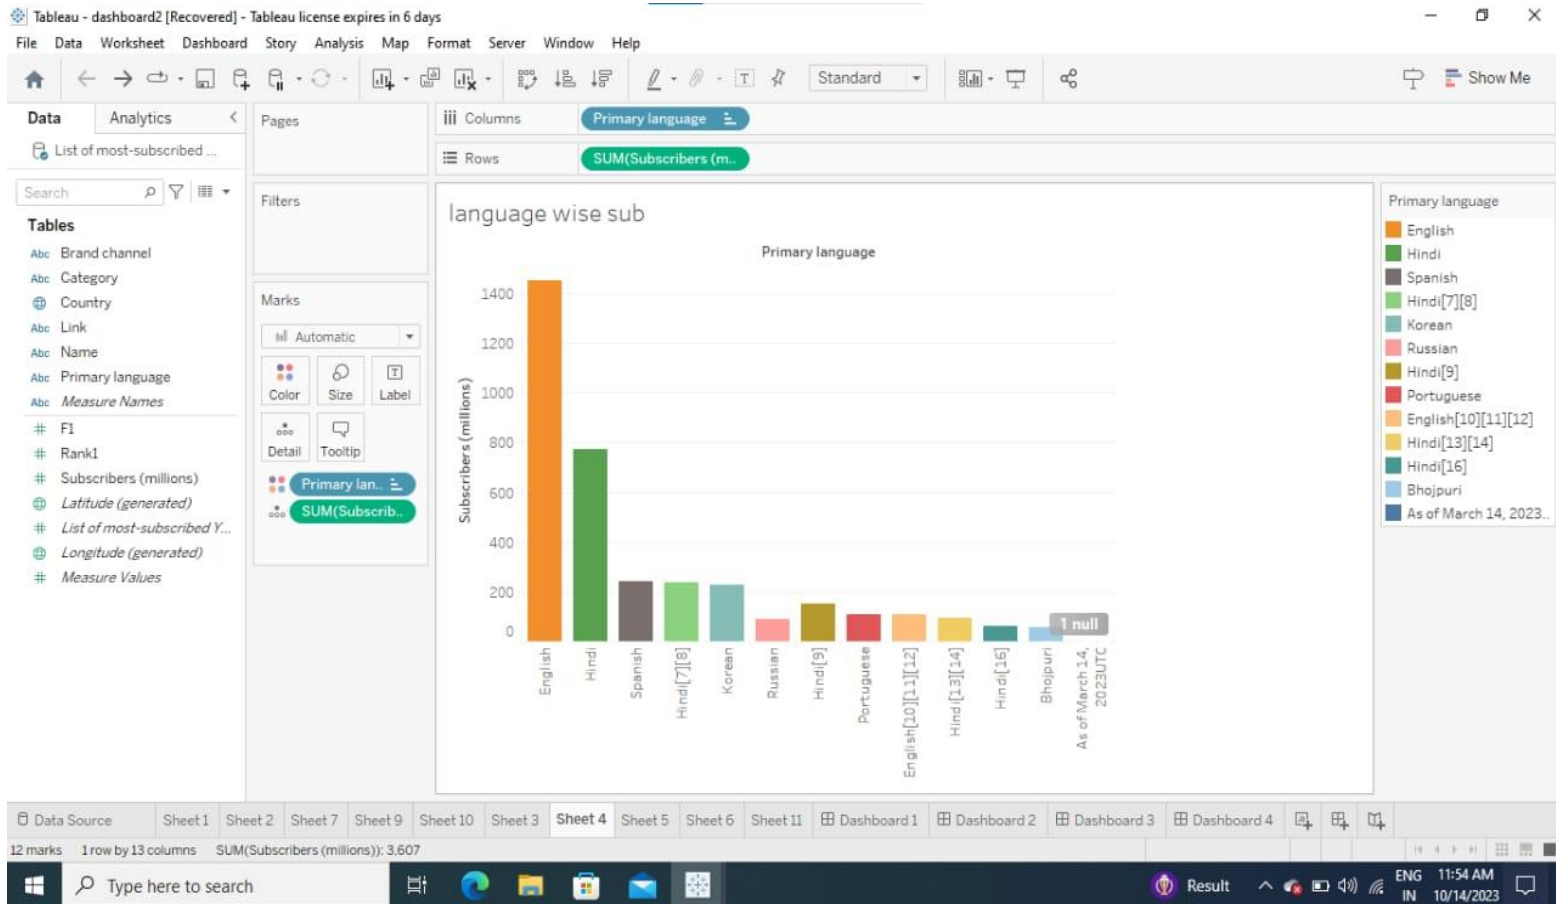 Tableau - dashboard2 [Recovered] - Tableau license expires in 6 days
File Data Worksheet Dashboard Story Analysis Map Format Server Window Help
Standard
Show Me
Data Analytics
List of most-subscribed ...
Search
Tables
Abc Brand channel
Abc Category
Country
Abc Link
Abc Name
Abc Primary language
Abc Measure Names
# F1
# Rank1
# Subscribers (millions)
Latitude (generated)
# List of most-subscribed Y...
Longitude (generated)
# Measure Values
Pages
Filters
Marks
Automatic
Color Size Label
Detail Tooltip
Primary lan..
SUM(Subscrib..
Columns Primary language
Rows SUM(Subscribers (m..
language wise sub
Primary language
Subscribers (millions)
1400
1200
1000
800
600
400
200
0
1 null
English
Hindi
Spanish
Hindi[7][8]
Korean
Russian
Hindi[9]
Portuguese
English[10][11][12]
Hindi[13][14]
Hindi[16]
Bhojpuri
As of March 14,
2023UTC
Primary language
English
Hindi
Spanish
Hindi[7][8]
Korean
Russian
Hindi[9]
Portuguese
English[10][11][12]
Hindi[13][14]
Hindi[16]
Bhojpuri
As of March 14, 2023..
Data Source Sheet 1 Sheet 2 Sheet 7 Sheet 9 Sheet 10 Sheet 3 Sheet 4 Sheet 5 Sheet 6 Sheet 11 Dashboard 1 Dashboard 2 Dashboard 3 Dashboard 4
12 marks 1 row by 13 columns SUM(Subscribers (millions)): 3,607
Type here to search
Result
ENG
IN
11:54 AM
10/14/2023